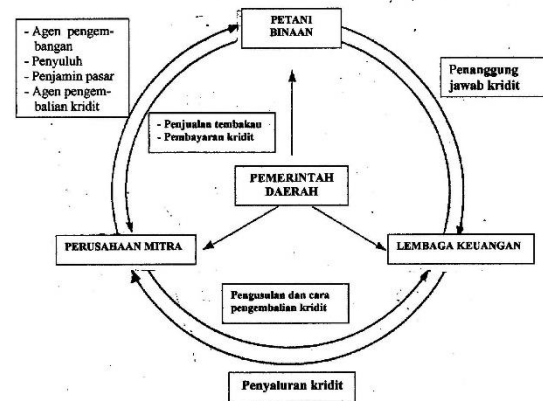 - Agen pengem-
bangan
- Penyuluh
- Penjamin pasar
- Agen pengem-
balian kridit
PETANI
BINAAN
Penanggung
jawab kridit
- Penjualan tembakau
- Pembayaran kridit
PEMERINTAH
DAERAH
PERUSAHAAN MITRA
LEMBAGA KEUANGAN
Pengusulan dan cara
pengembalian kridit
Penyaluran kridit